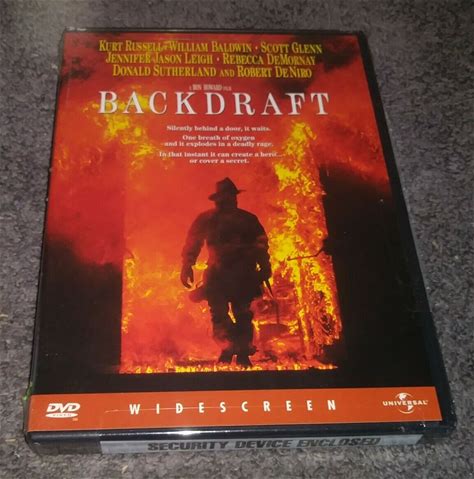 KURT RUSSELL • WILLIAM BALDWIN • SCOTT GLENN
JENNIFER JASON LEIGH • REBECCA DEMORNAY
DONALD SUTHERLAND AND ROBERT DENIRO
A RON HOWARD FILM
BACKDRAFT
Silently behind a door, it waits.
One breath of oxygen
and it explodes in a deadly rage.
In that instant it can create a hero...
or cover a secret.
DVD
VIDEO
WIDESCREEN
UNIVERSAL
SECURITY DEVICE ENCLOSED